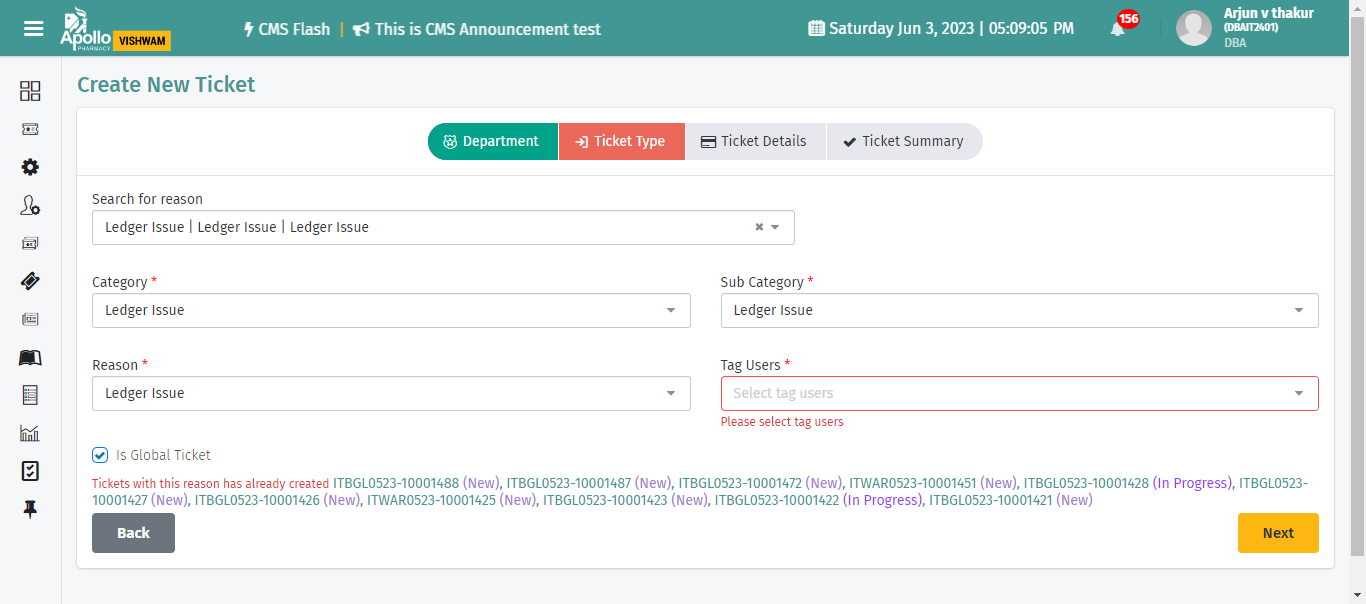 Apollo
PHARMACY
VISHWAM
CMS Flash | This is CMS Announcement test
Saturday Jun 3, 2023 | 05:09:05 PM
156
Arjun v thakur
(DBAIT2401)
DBA
Create New Ticket
Department
Ticket Type
Ticket Details
Ticket Summary
Search for reason
Ledger Issue | Ledger Issue | Ledger Issue
Category *
Sub Category *
Ledger Issue
Ledger Issue
Reason *
Tag Users *
Ledger Issue
Select tag users
Please select tag users
Is Global Ticket
Tickets with this reason has already created ITBGL0523-10001488 (New), ITBGL0523-10001487 (New), ITBGL0523-10001472 (New), ITWAR0523-10001451 (New), ITBGL0523-10001428 (In Progress), ITBGL0523-
10001427 (New), ITBGL0523-10001426 (New), ITWAR0523-10001425 (New), ITBGL0523-10001423 (New), ITBGL0523-10001422 (In Progress), ITBGL0523-10001421 (New)
Back
Next